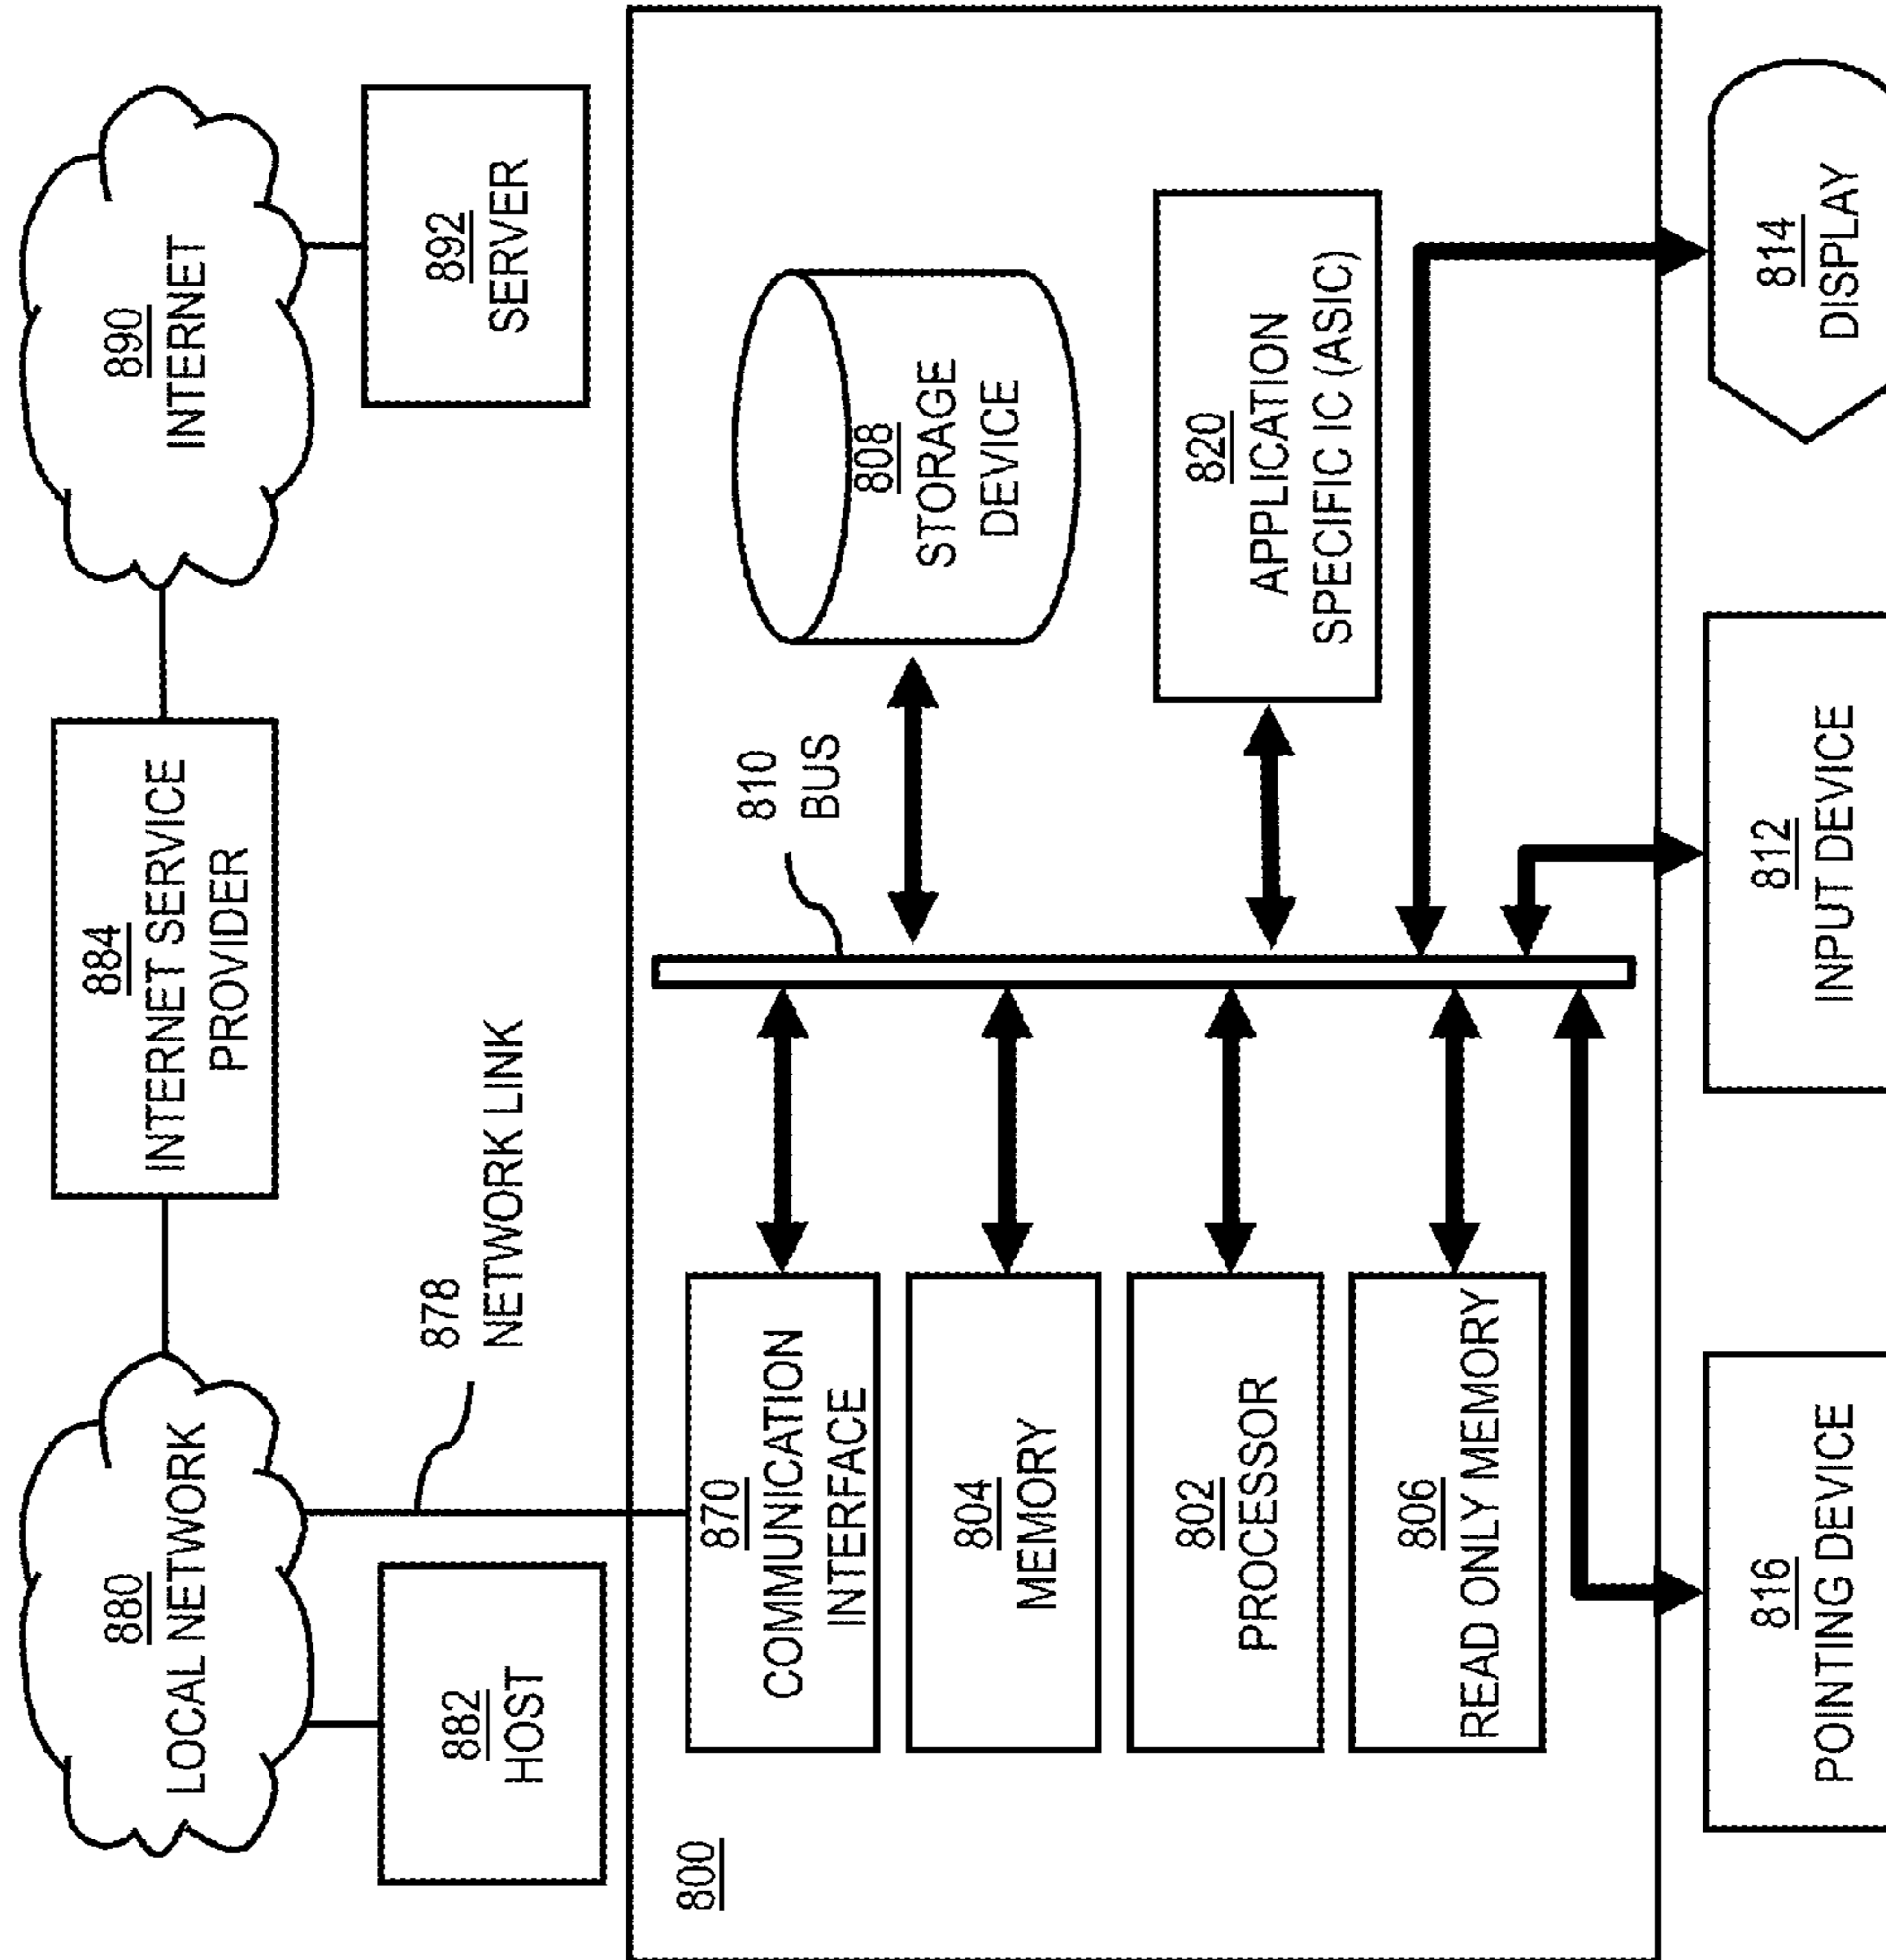 880
LOCAL NETWORK
884
INTERNET SERVICE
PROVIDER
890
INTERNET
882
HOST
878
NETWORK LINK
892
SERVER
800
870
COMMUNICATION
INTERFACE
810
BUS
808
STORAGE
DEVICE
804
MEMORY
802
PROCESSOR
820
APPLICATION
SPECIFIC IC (ASIC)
806
READ ONLY MEMORY
816
POINTING DEVICE
812
INPUT DEVICE
814
DISPLAY